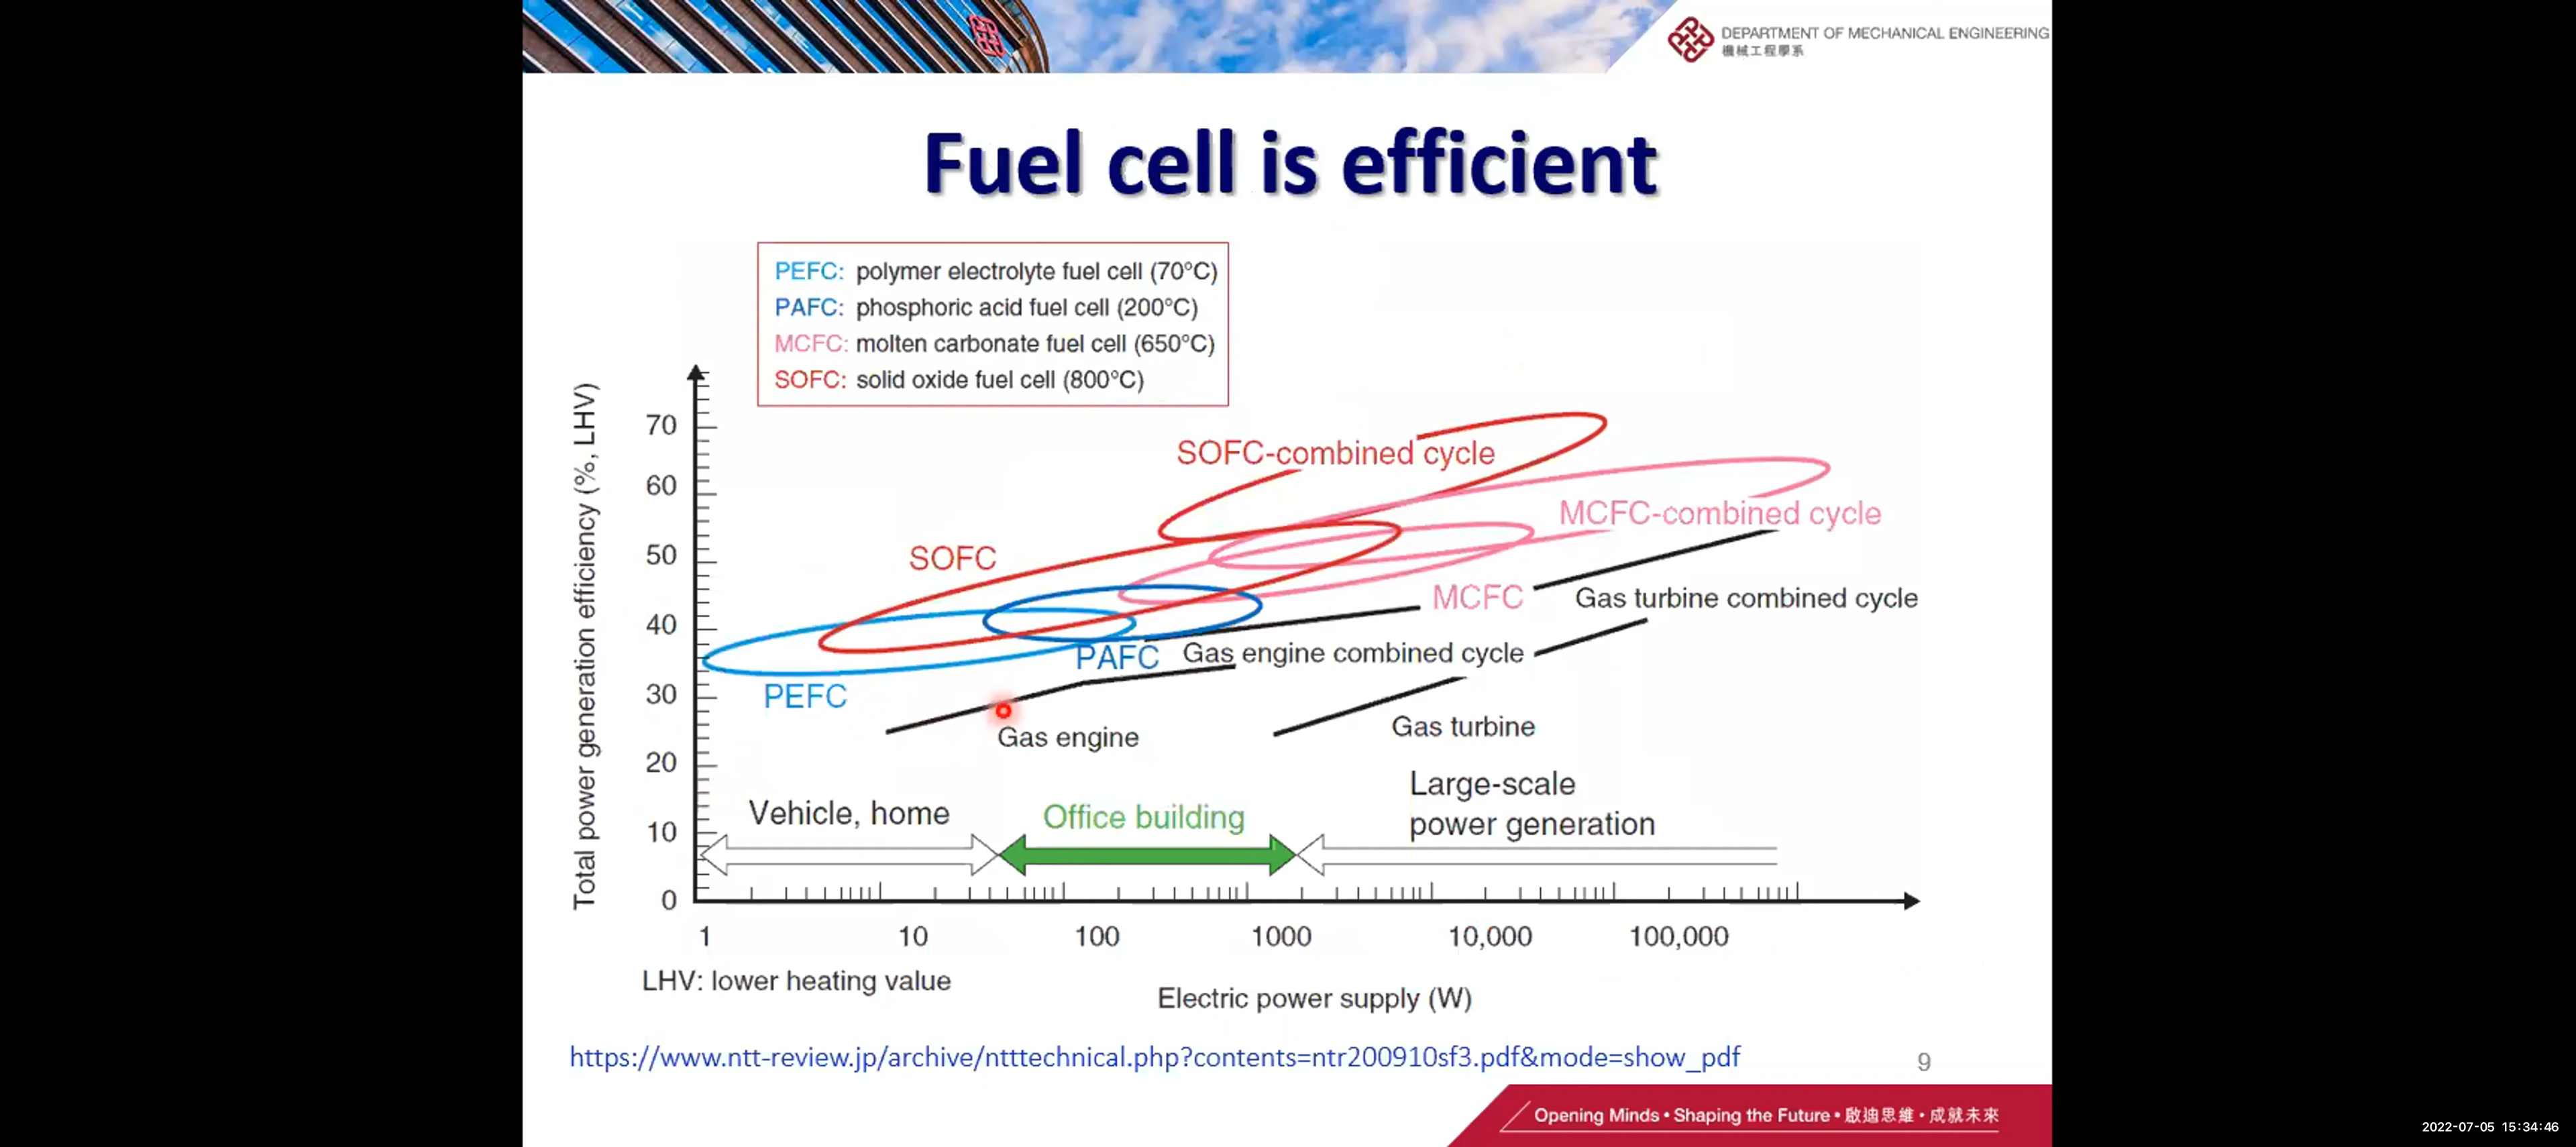 DEPARTMENT OF MECHANICAL ENGINEERING
機械工程學系
Fuel cell is efficient
PEFC: polymer electrolyte fuel cell (70°C)
PAFC: phosphoric acid fuel cell (200°C)
MCFC: molten carbonate fuel cell (650°C)
SOFC: solid oxide fuel cell (800°C)
Total power generation efficiency (%, LHV)
70
60
50
40
30
20
10
0
SOFC-combined cycle
MCFC-combined cycle
SOFC
MCFC
Gas turbine combined cycle
PAFC
Gas engine combined cycle
PEFC
Gas engine
Gas turbine
Vehicle, home
Office building
Large-scale
power generation
1
10
100
1000
10,000
100,000
LHV: lower heating value
Electric power supply (W)
https://www.ntt-review.jp/archive/ntttechnical.php?contents=ntr200910sf3.pdf&mode=show_pdf
9
Opening Minds • Shaping the Future • 啟迪思維 • 成就未來
2022-07-05 15:34:46